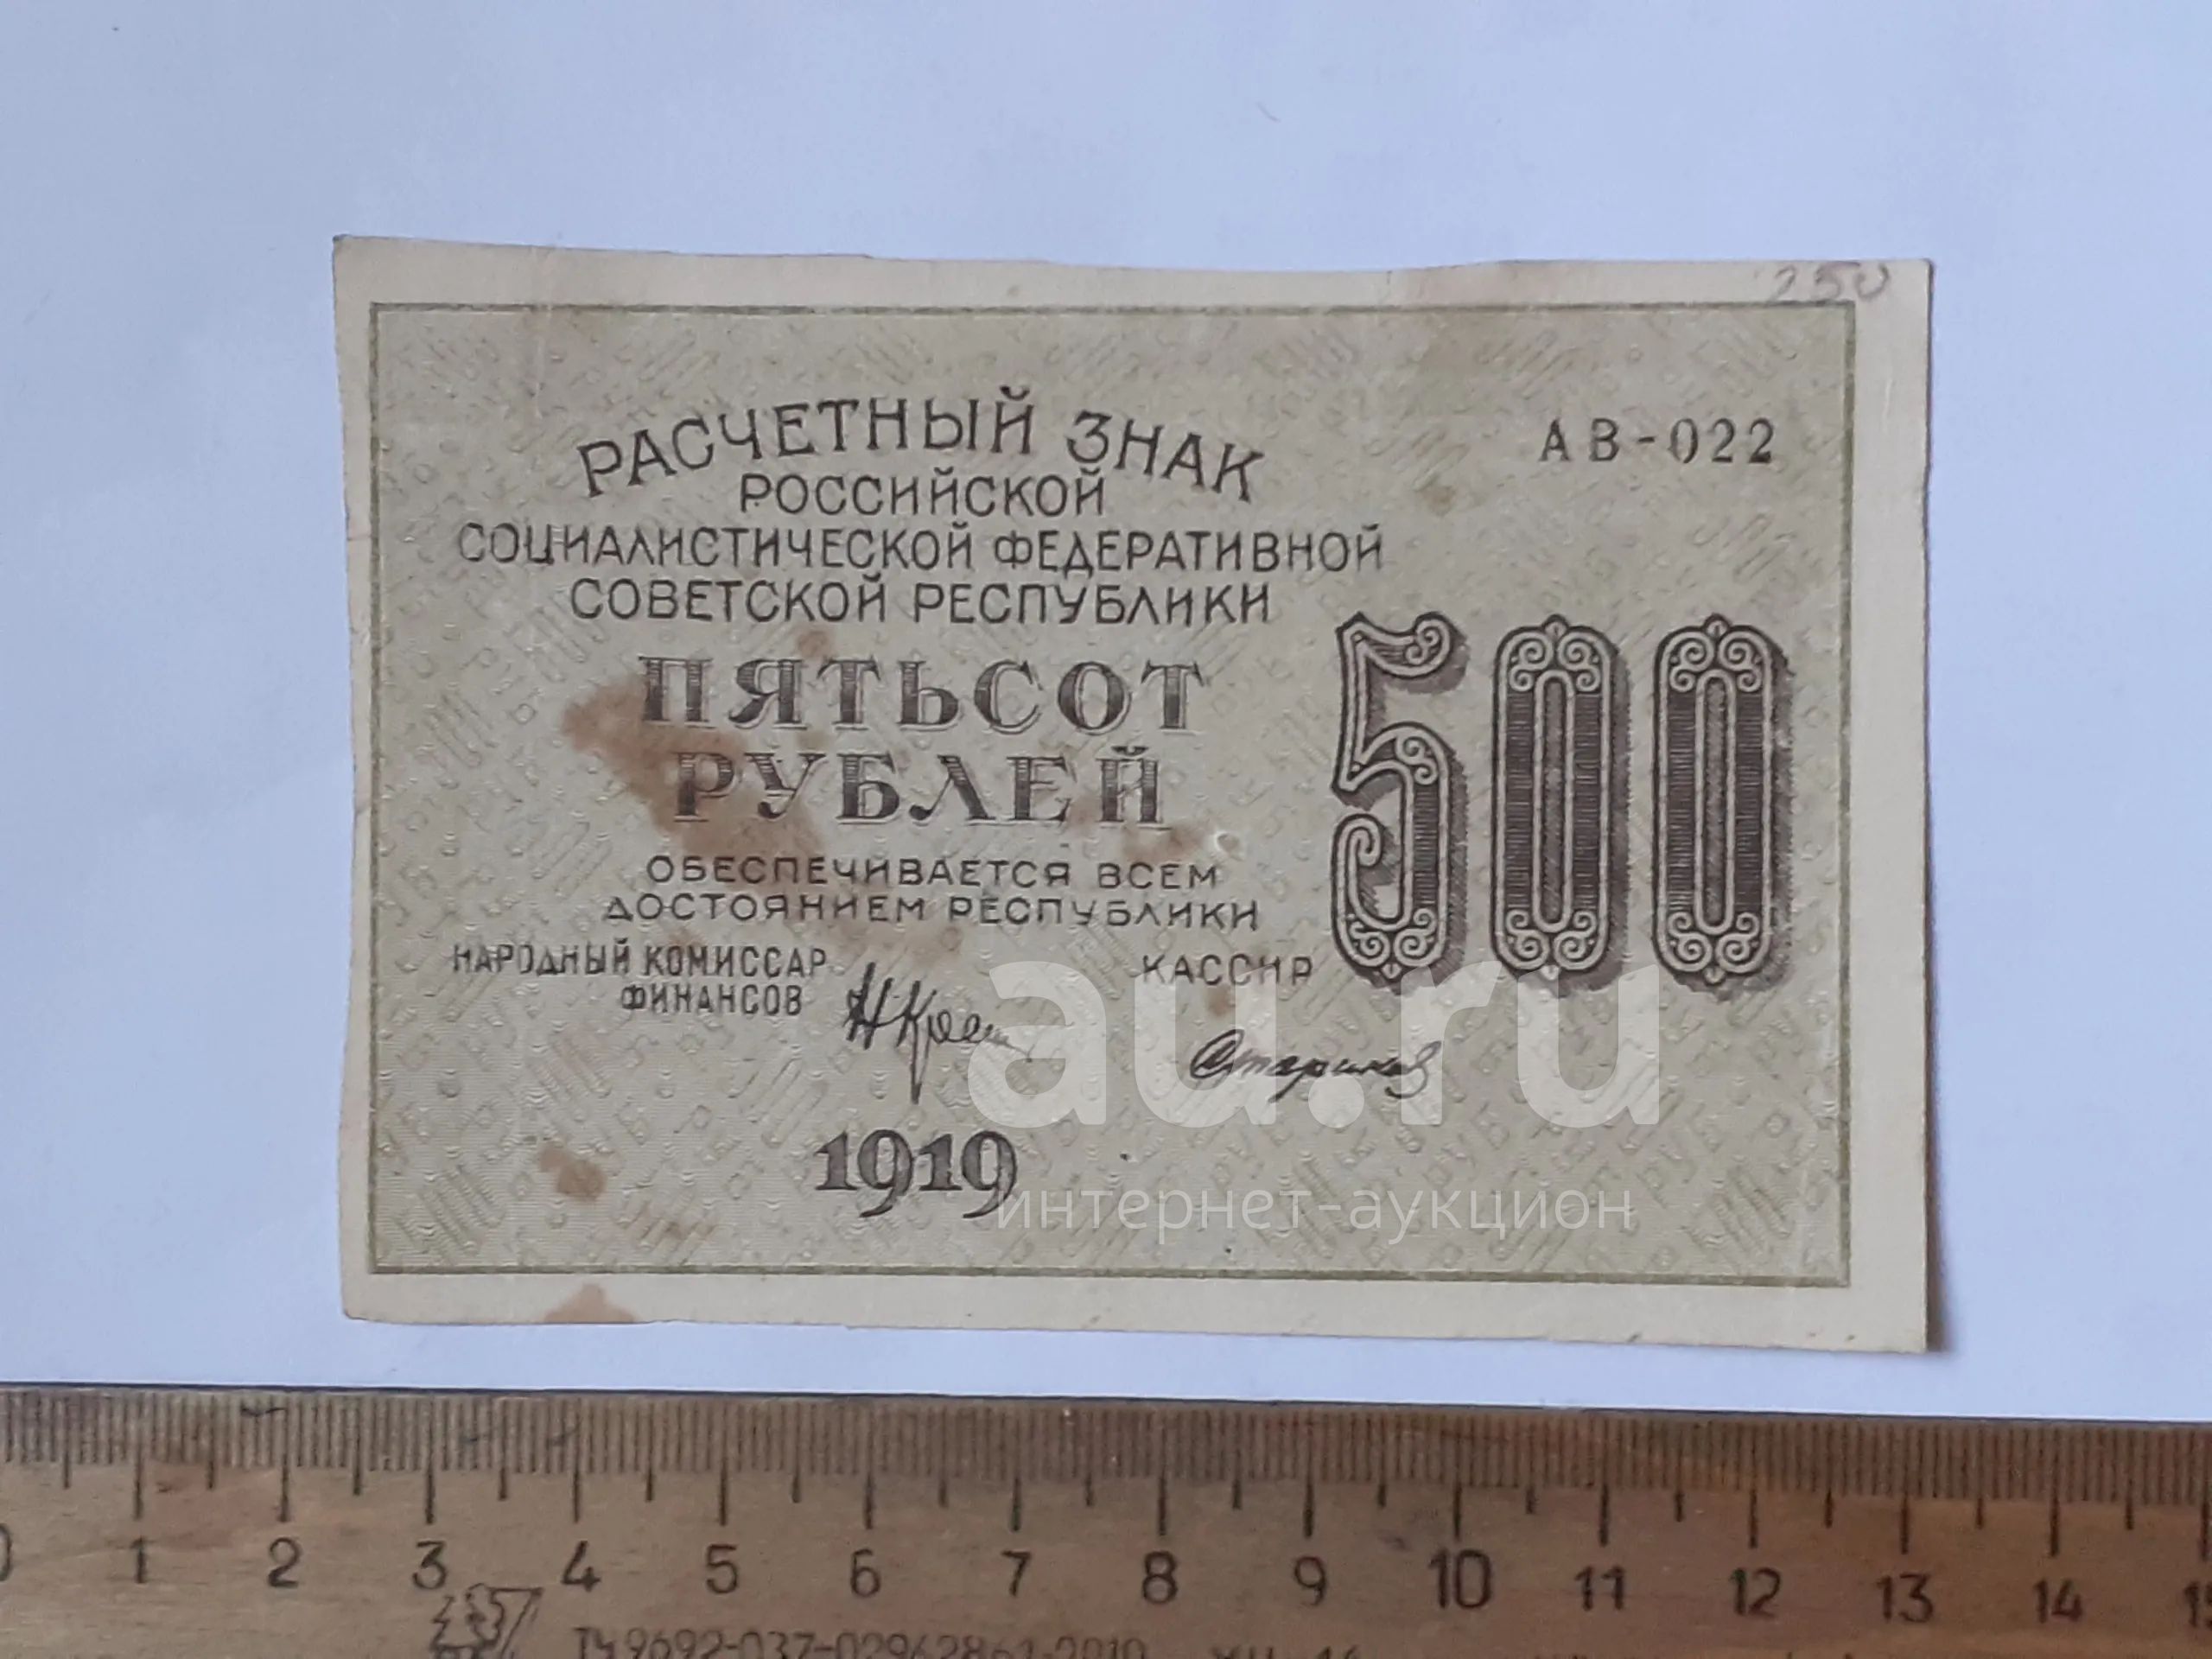 250
РАСЧЕТНЫЙ ЗНАК
АВ-022
РОССИЙСКОЙ
СОЦИАЛИСТИЧЕСКОЙ ФЕДЕРАТИВНОЙ
СОВЕТСКОЙ РЕСПУБЛИКИ
ПЯТЬСОТ
РУБЛЕЙ
500
ОБЕСПЕЧИВАЕТСЯ ВСЕМ
ДОСТОЯНИЕМ РЕСПУБЛИКИ
НАРОДНЫЙ КОМИССАР
ФИНАНСОВ
КАССИР
1919
au.ru
интернет-аукцион
0 1 2 3 4 5 6 7 8 9 10 11 12 13 14